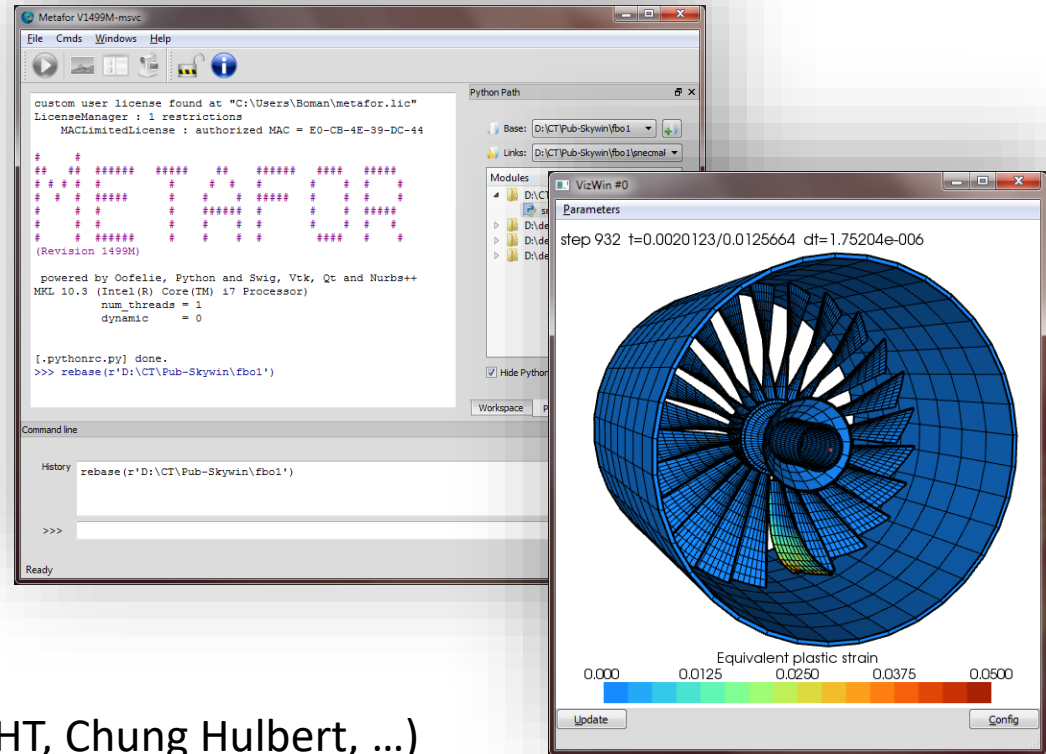 Metafor V1499M-msvc
File Cmds Windows Help
custom user license found at "C:\Users\Boman\metafor.lic"
LicenseManager : 1 restrictions
MACLimitedLicense : authorized MAC = E0-CB-4E-39-DC-44
METAFOR
(Revision 1499M)
powered by Oofelie, Python and Swig, Vtk, Qt and Nurbs++
MKL 10.3 (Intel(R) Core(TM) i7 Processor)
num_threads = 1
dynamic = 0
[.pythonrc.py] done.
>>> rebase(r'D:\CT\Pub-Skywin\fbo1')
Python Path
Base: D:\CT\Pub-Skywin\fbo1
Links: D:\CT\Pub-Skywin\fbo1\snecmaF
Modules
D:\CT
D:\de
D:\de
D:\de
Hide Python
Workspace
Command line
History rebase(r'D:\CT\Pub-Skywin\fbo1')
>>>
Ready
VizWin #0
Parameters
step 932 t=0.0020123/0.0125664 dt=1.75204e-006
Equivalent plastic strain
0.000 0.0125 0.0250 0.0375 0.0500
Update Config
HT, Chung Hulbert, …)